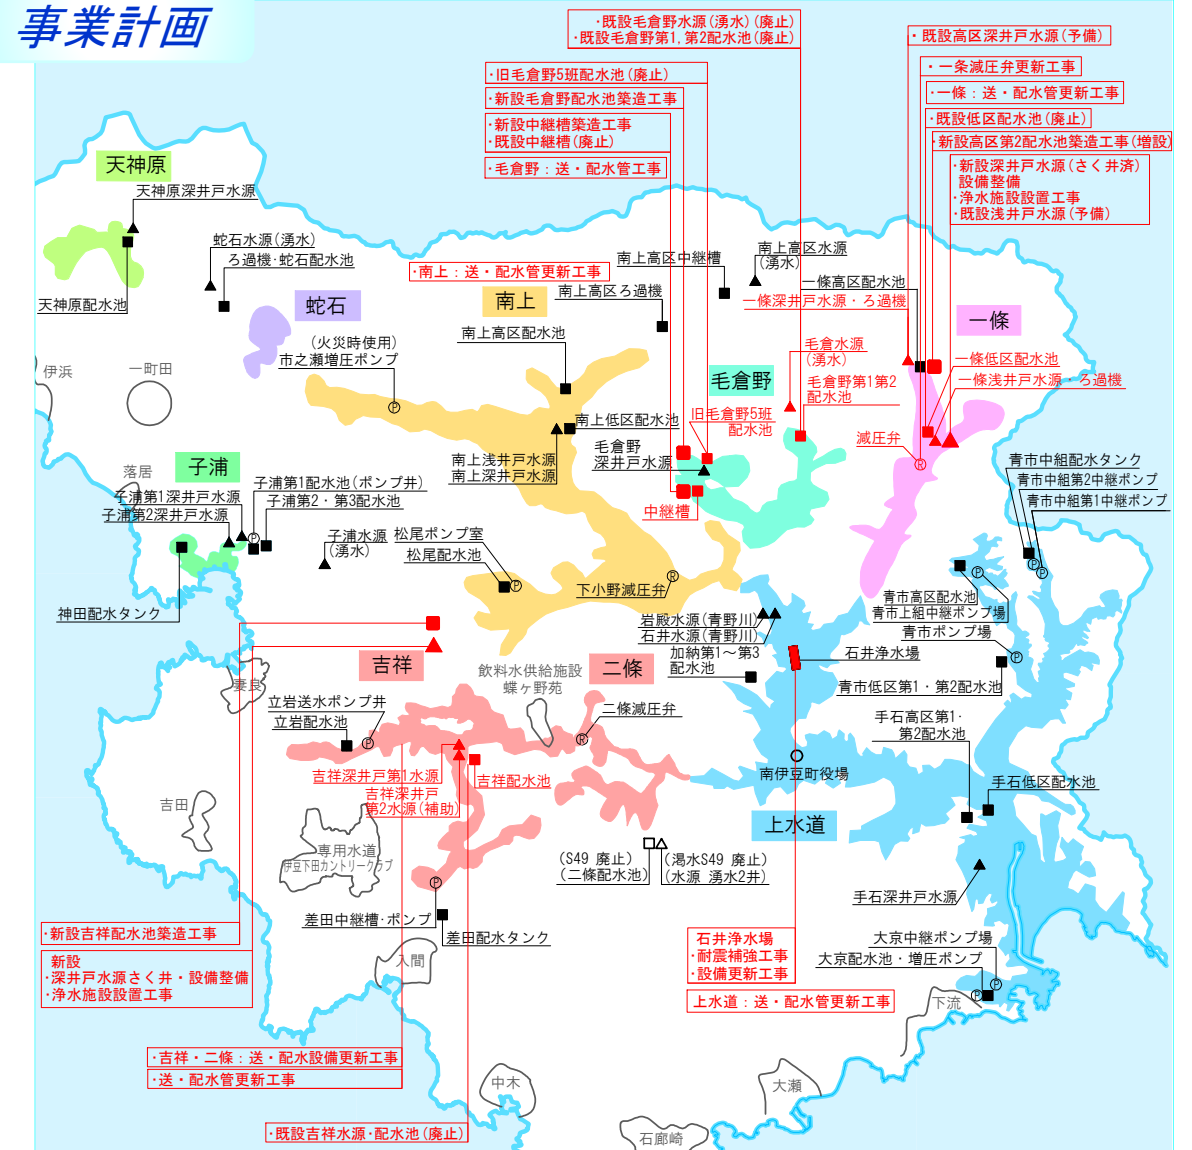 事業計画
・既設毛倉野水源(湧水)(廃止)
・既設毛倉野第1,第2配水池(廃止)
・旧毛倉野5班配水池(廃止)
・新設毛倉野配水池築造工事
・新設中継槽築造工事
・既設中継槽(廃止)
・毛倉野：送・配水管工事
・既設高区深井戸水源(予備)
・一条減圧弁更新工事
・一條：送・配水管更新工事
・既設低区配水池(廃止)
・新設高区第2配水池築造工事(増設)
・新設深井戸水源(さく井済)
設備整備
・浄水施設設置工事
・既設浅井戸水源(予備)
天神原
天神原深井戸水源
天神原配水池
蛇石水源(湧水)
ろ過機・蛇石配水池
蛇石
・南上：送・配水管更新工事
南上
南上高区中継槽
南上高区ろ過機
南上高区水源
(湧水)
南上高区配水池
一條高区配水池
一條深井戸水源・ろ過機
一條
(火災時使用)
市之瀬増圧ポンプ
P
伊浜
一町田
毛倉野
毛倉水源
(湧水)
毛倉野第1第2
配水池
一條低区配水池
一條浅井戸水源・ろ過機
旧毛倉野5班
配水池
減圧弁
R
南上低区配水池
南上浅井戸水源
南上深井戸水源
毛倉野
深井戸水源
中継槽
青市中組配水タンク
青市中組第2中継ポンプ
青市中組第1中継ポンプ
P
P
落居
子浦
子浦第1深井戸水源
子浦第2深井戸水源
子浦第1配水池(ポンプ井)
子浦第2・第3配水池
P
子浦水源
(湧水)
神田配水タンク
松尾ポンプ室
松尾配水池
P
下小野減圧弁
R
青市高区配水池
青市上組中継ポンプ場
P
青市ポンプ場
P
青市低区第1・第2配水池
岩殿水源(青野川)
石井水源(青野川)
加納第1～第3
配水池
石井浄水場
吉祥
二條
妻良
飲料水供給施設
蝶ヶ野苑
立岩送水ポンプ井
立岩配水池
P
二條減圧弁
R
手石高区第1・
第2配水池
手石低区配水池
南伊豆町役場
上水道
吉祥深井戸第1水源
吉祥深井戸
第2水源(補助)
吉祥配水池
吉田
専用水道
伊豆下田カントリークラブ
(S49 廃止)
(二條配水池)
(渇水S49 廃止)
(水源 湧水2井)
手石深井戸水源
P
差田中継槽・ポンプ
差田配水タンク
・新設吉祥配水池築造工事
新設
・深井戸水源さく井・設備整備
・浄水施設設置工事
入間
石井浄水場
・耐震補強工事
・設備更新工事
上水道：送・配水管更新工事
大京中継ポンプ場
大京配水池・増圧ポンプ
P
P
下流
・吉祥・二條：送・配水設備更新工事
・送・配水管更新工事
中木
大瀬
・既設吉祥水源・配水池(廃止)
石廊崎